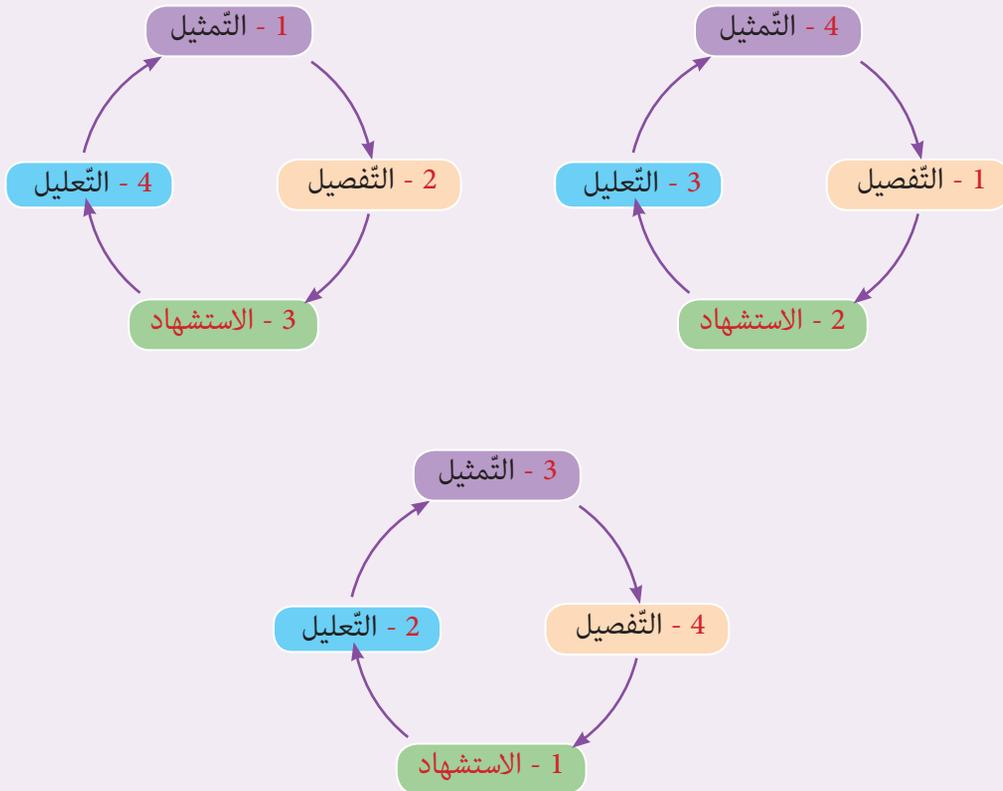 4 - التّمثيل
1 - التّفصيل
3 - التّعليل
2 - الاستشهاد
1 - التّمثيل
2 - التّفصيل
4 - التّعليل
3 - الاستشهاد
3 - التّمثيل
4 - التّفصيل
2 - التّعليل
1 - الاستشهاد